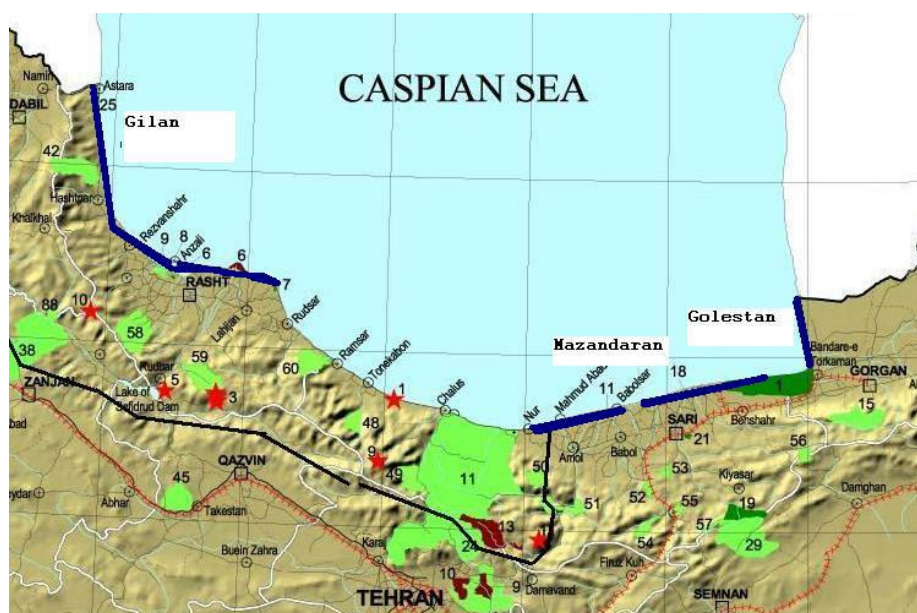 CASPIAN SEA
Namin
Astara
DABIL
25
Gilan
42
Hashtpar
Khalkhal
Rezvanshahr
9
8
Anzali
6
6
7
RASHT
Golestan
Mazandaran
88
10
58
Lahijan
Rudsar
Bandare-e
Torkaman
38
59
60
Ramsar
Tonekabon
18
GORGAN
Rudbar
5
3
1
Mahmud Abad
11
Babolsar
1
15
ZANJAN
Lake of
Sefidrud Dam
Chalus
Nur
Behshahr
bad
48
SARI
21
Amol
Babol
56
QAZVIN
9
49
11
50
53
Kiyasar
Damghan
eydar
Abhar
45
Takestan
51
52
55
19
57
29
13
24
54
Karaj
Buein Zahra
10
9
Damavand
Firuz Kuh
TEHRAN
SEMNAN